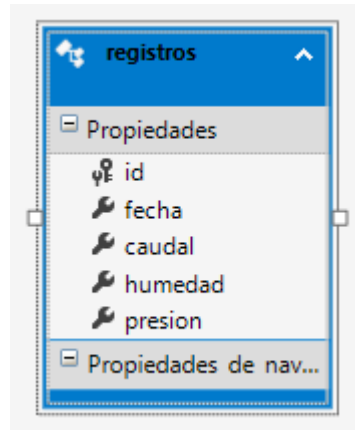 registros
Propiedades
id
fecha
caudal
humedad
presion
Propiedades de nav...